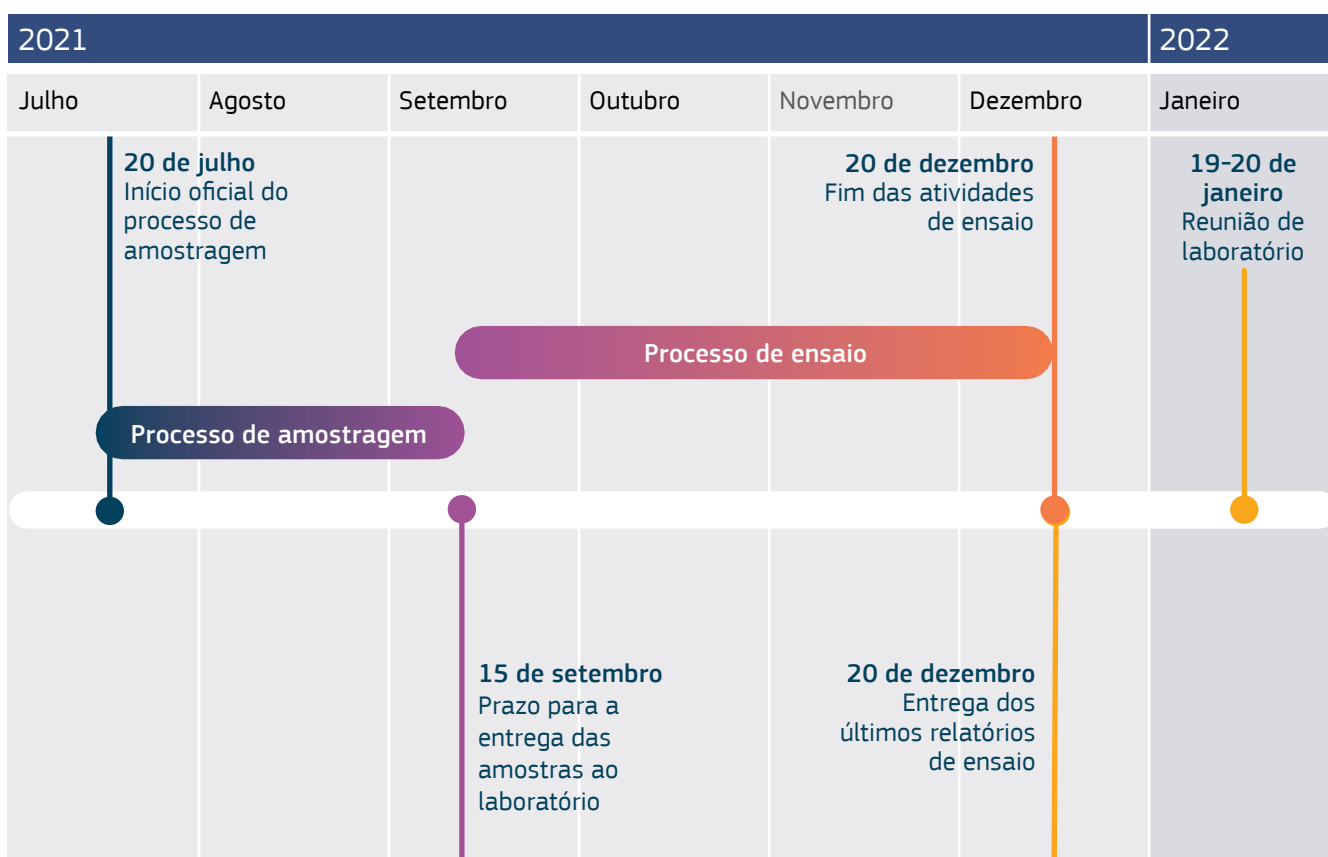 2021
2022
Julho
Agosto
Setembro
Outubro
Novembro
Dezembro
Janeiro
20 de julho
Início oficial do
processo de
amostragem
20 de dezembro
Fim das atividades
de ensaio
19-20 de
janeiro
Reunião de
laboratório
Processo de ensaio
Processo de amostragem
15 de setembro
Prazo para a
entrega das
amostras ao
laboratório
20 de dezembro
Entrega dos
últimos relatórios
de ensaio